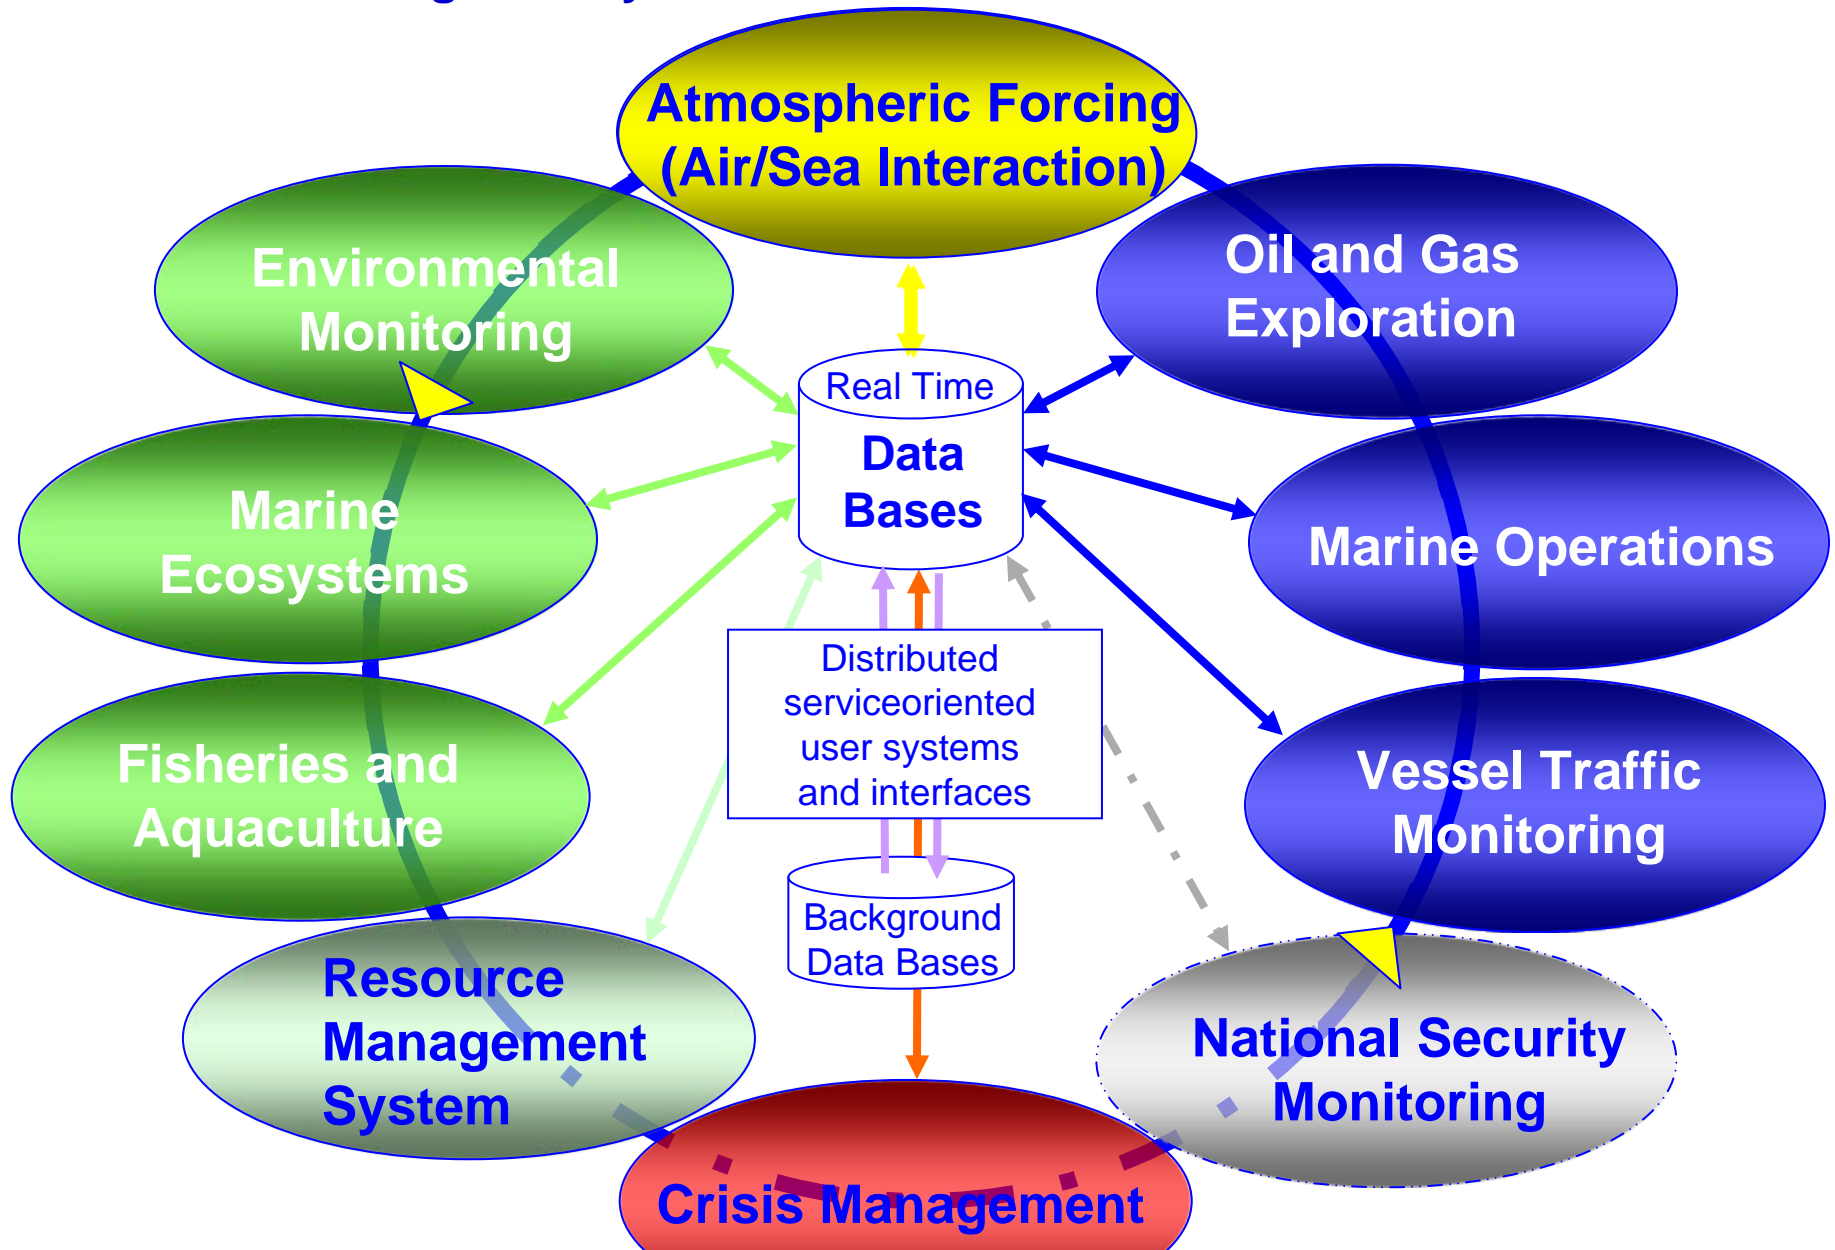 Atmospheric Forcing
(Air/Sea Interaction)
Environmental
Monitoring
Oil and Gas
Exploration
Real Time
Data
Bases
Marine
Ecosystems
Marine Operations
Distributed
serviceoriented
user systems
and interfaces
Fisheries and
Aquaculture
Vessel Traffic
Monitoring
Background
Data Bases
Resource
Management
System
National Security
Monitoring
Crisis Management